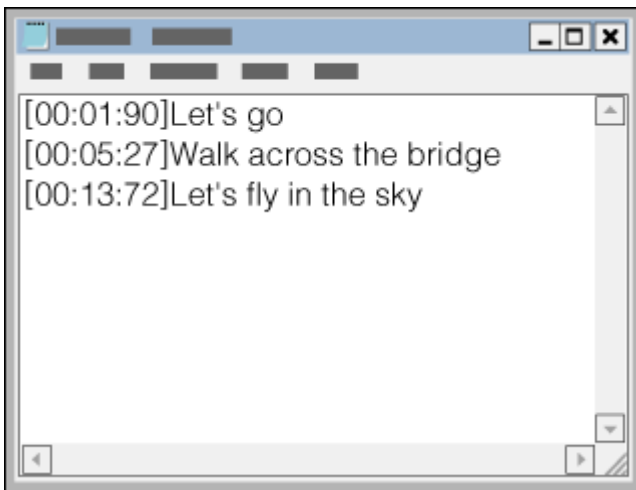 [00:01:90]Let's go
[00:05:27]Walk across the bridge
[00:13:72]Let's fly in the sky